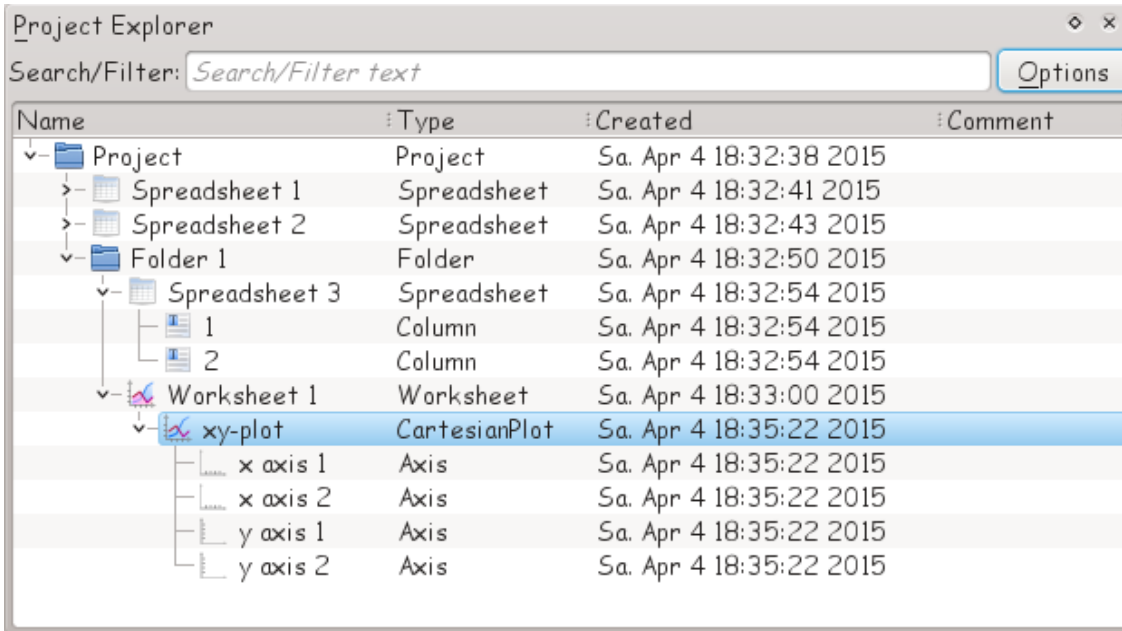 Project Explorer
Search/Filter: Search/Filter text Options
Name Type Created Comment
Project Project Sa. Apr 4 18:32:38 2015
Spreadsheet 1 Spreadsheet Sa. Apr 4 18:32:41 2015
Spreadsheet 2 Spreadsheet Sa. Apr 4 18:32:43 2015
Folder 1 Folder Sa. Apr 4 18:32:50 2015
Spreadsheet 3 Spreadsheet Sa. Apr 4 18:32:54 2015
1 Column Sa. Apr 4 18:32:54 2015
2 Column Sa. Apr 4 18:32:54 2015
Worksheet 1 Worksheet Sa. Apr 4 18:33:00 2015
xy-plot CartesianPlot Sa. Apr 4 18:35:22 2015
x axis 1 Axis Sa. Apr 4 18:35:22 2015
x axis 2 Axis Sa. Apr 4 18:35:22 2015
y axis 1 Axis Sa. Apr 4 18:35:22 2015
y axis 2 Axis Sa. Apr 4 18:35:22 2015